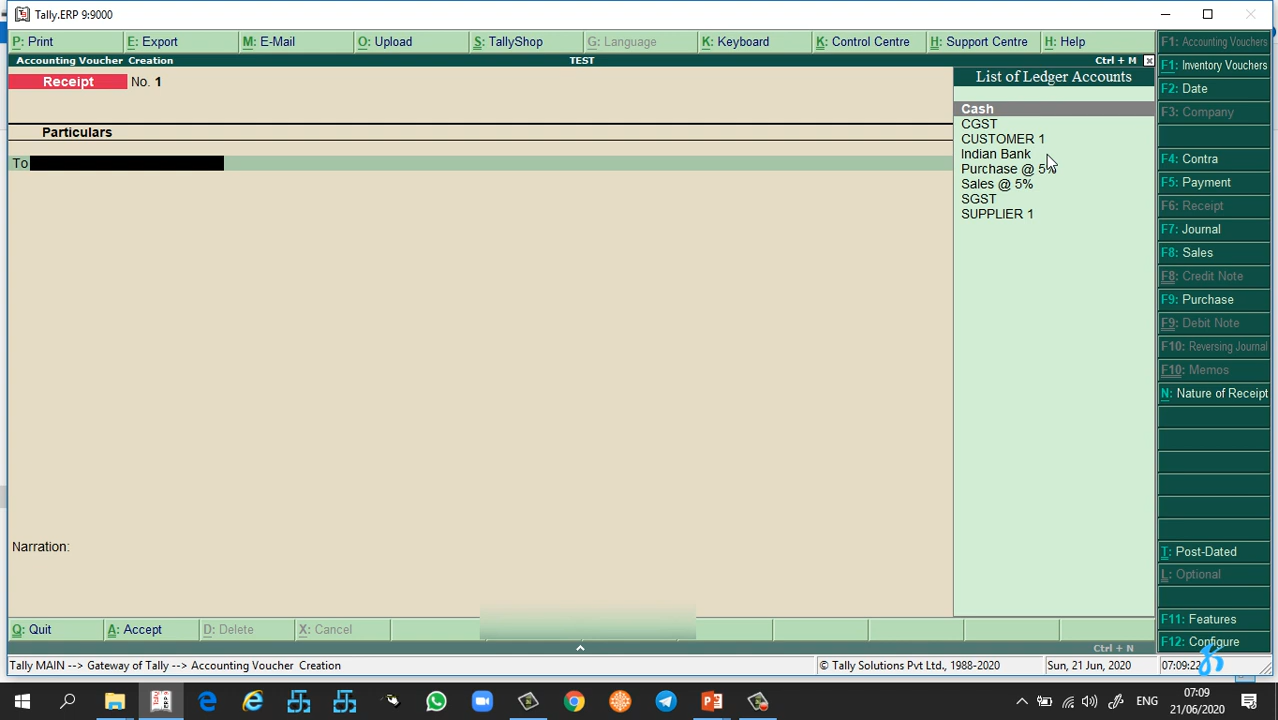 Tally.ERP 9:9000
P: Print
E: Export
M: E-Mail
O: Upload
S: TallyShop
G: Language
K: Keyboard
K: Control Centre
H: Support Centre
H: Help
Accounting Voucher Creation
TEST
Ctrl + M
Receipt
No. 1
Particulars
To
Narration:
List of Ledger Accounts
Cash
CGST
CUSTOMER 1
Indian Bank
Purchase @ 5%
Sales @ 5%
SGST
SUPPLIER 1
F1: Accounting Vouchers
F1: Inventory Vouchers
F2: Date
F3: Company
F4: Contra
F5: Payment
F6: Receipt
F7: Journal
F8: Sales
F8: Credit Note
F9: Purchase
F9: Debit Note
F10: Reversing Journal
F10: Memos
N: Nature of Receipt
T: Post-Dated
L: Optional
F11: Features
F12: Configure
Q: Quit
A: Accept
D: Delete
X: Cancel
Ctrl + N
Tally MAIN --> Gateway of Tally --> Accounting Voucher Creation
© Tally Solutions Pvt Ltd., 1988-2020
Sun, 21 Jun, 2020
07:09:22
ENG
07:09
21/06/2020